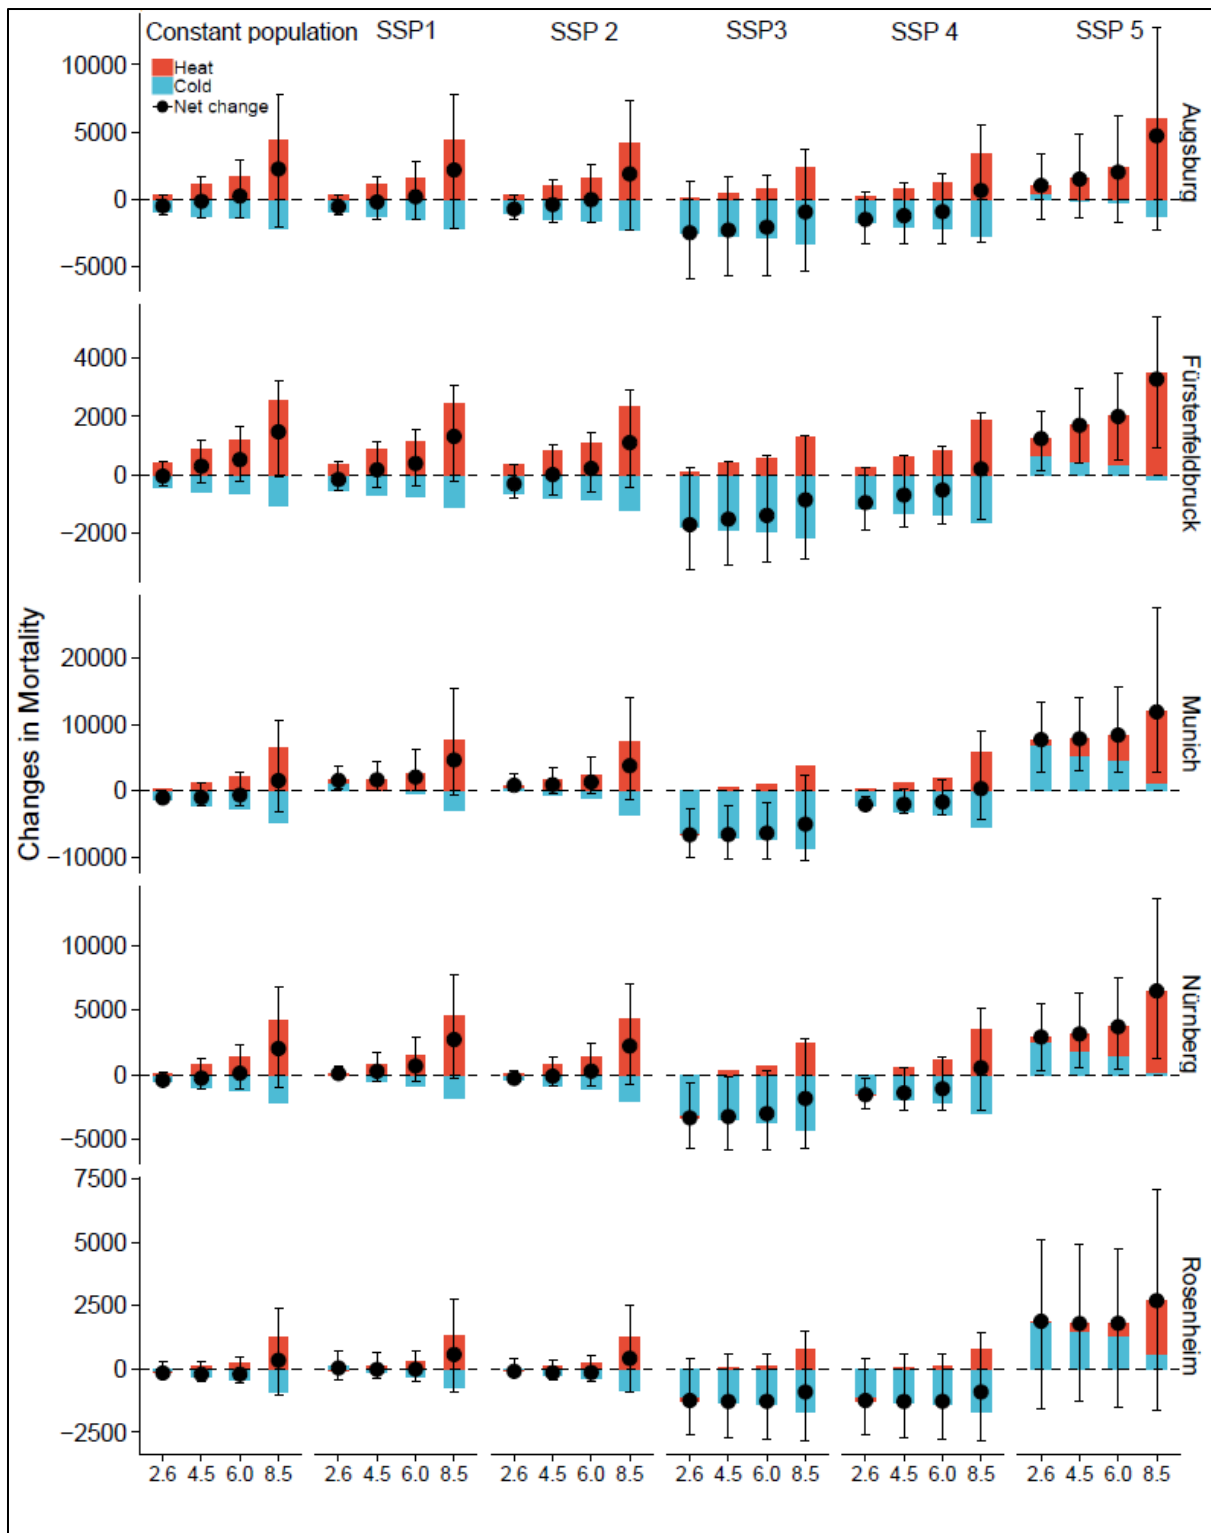 Constant population SSP1 SSP 2 SSP3 SSP 4 SSP 5
Heat
Cold
Net change
10000
5000
0
−5000
Augsburg
4000
2000
0
−2000
Fürstenfeldbruck
Changes in Mortality
20000
10000
0
−10000
Munich
10000
5000
0
−5000
Nürnberg
7500
5000
2500
0
−2500
Rosenheim
2.6 4.5 6.0 8.5 2.6 4.5 6.0 8.5 2.6 4.5 6.0 8.5 2.6 4.5 6.0 8.5 2.6 4.5 6.0 8.5 2.6 4.5 6.0 8.5